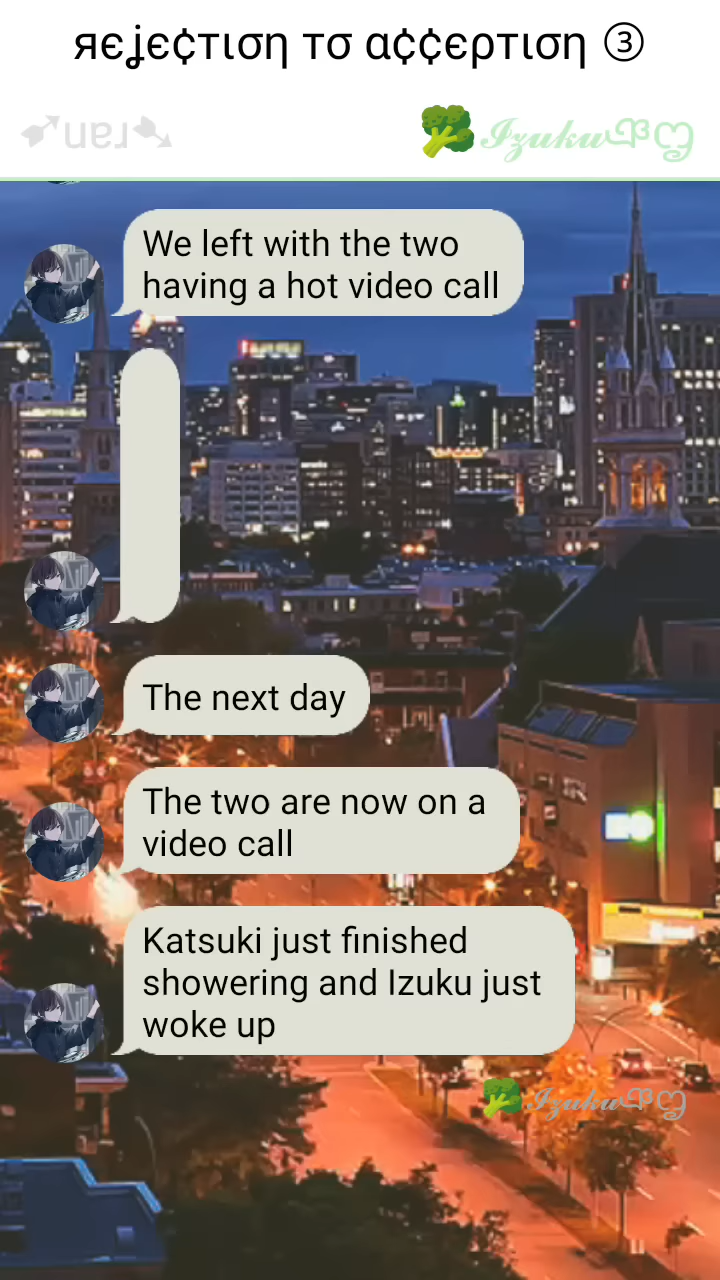 яєʝє¢тιση тσ α¢¢єρтιση ③
➶uɐɹ➴
🥦𝓘𝔃𝓾𝓴𝓾
We left with the two
having a hot video call
The next day
The two are now on a
video call
Katsuki just finished
showering and Izuku just
woke up
🥦𝓘𝔃𝓾𝓴𝓾